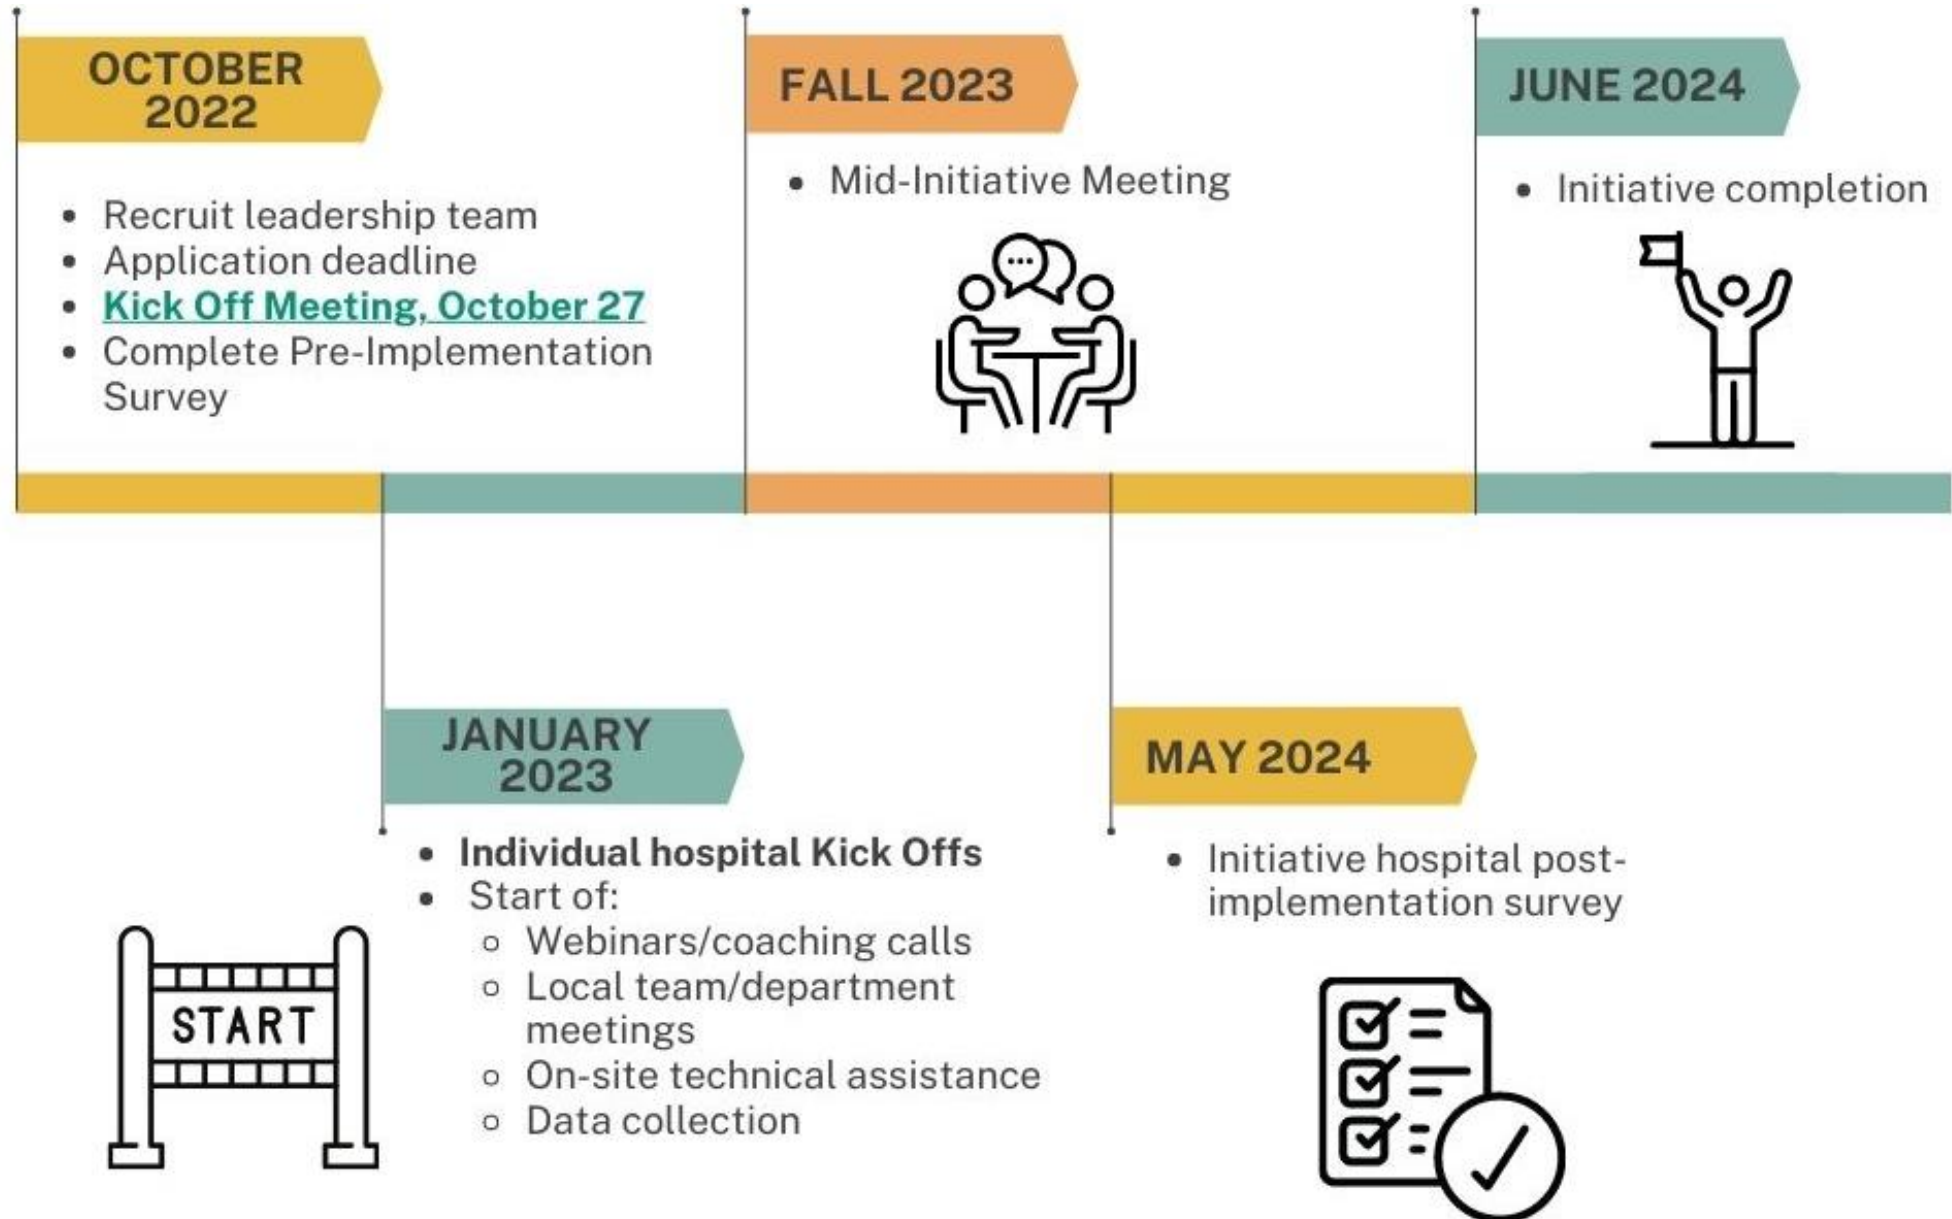 OCTOBER
2022
• Recruit leadership team
• Application deadline
• Kick Off Meeting, October 27
• Complete Pre-Implementation
Survey
FALL 2023
• Mid-Initiative Meeting
JUNE 2024
• Initiative completion
JANUARY
2023
• Individual hospital Kick Offs
• Start of:
○ Webinars/coaching calls
○ Local team/department
meetings
○ On-site technical assistance
○ Data collection
START
MAY 2024
• Initiative hospital post-
implementation survey